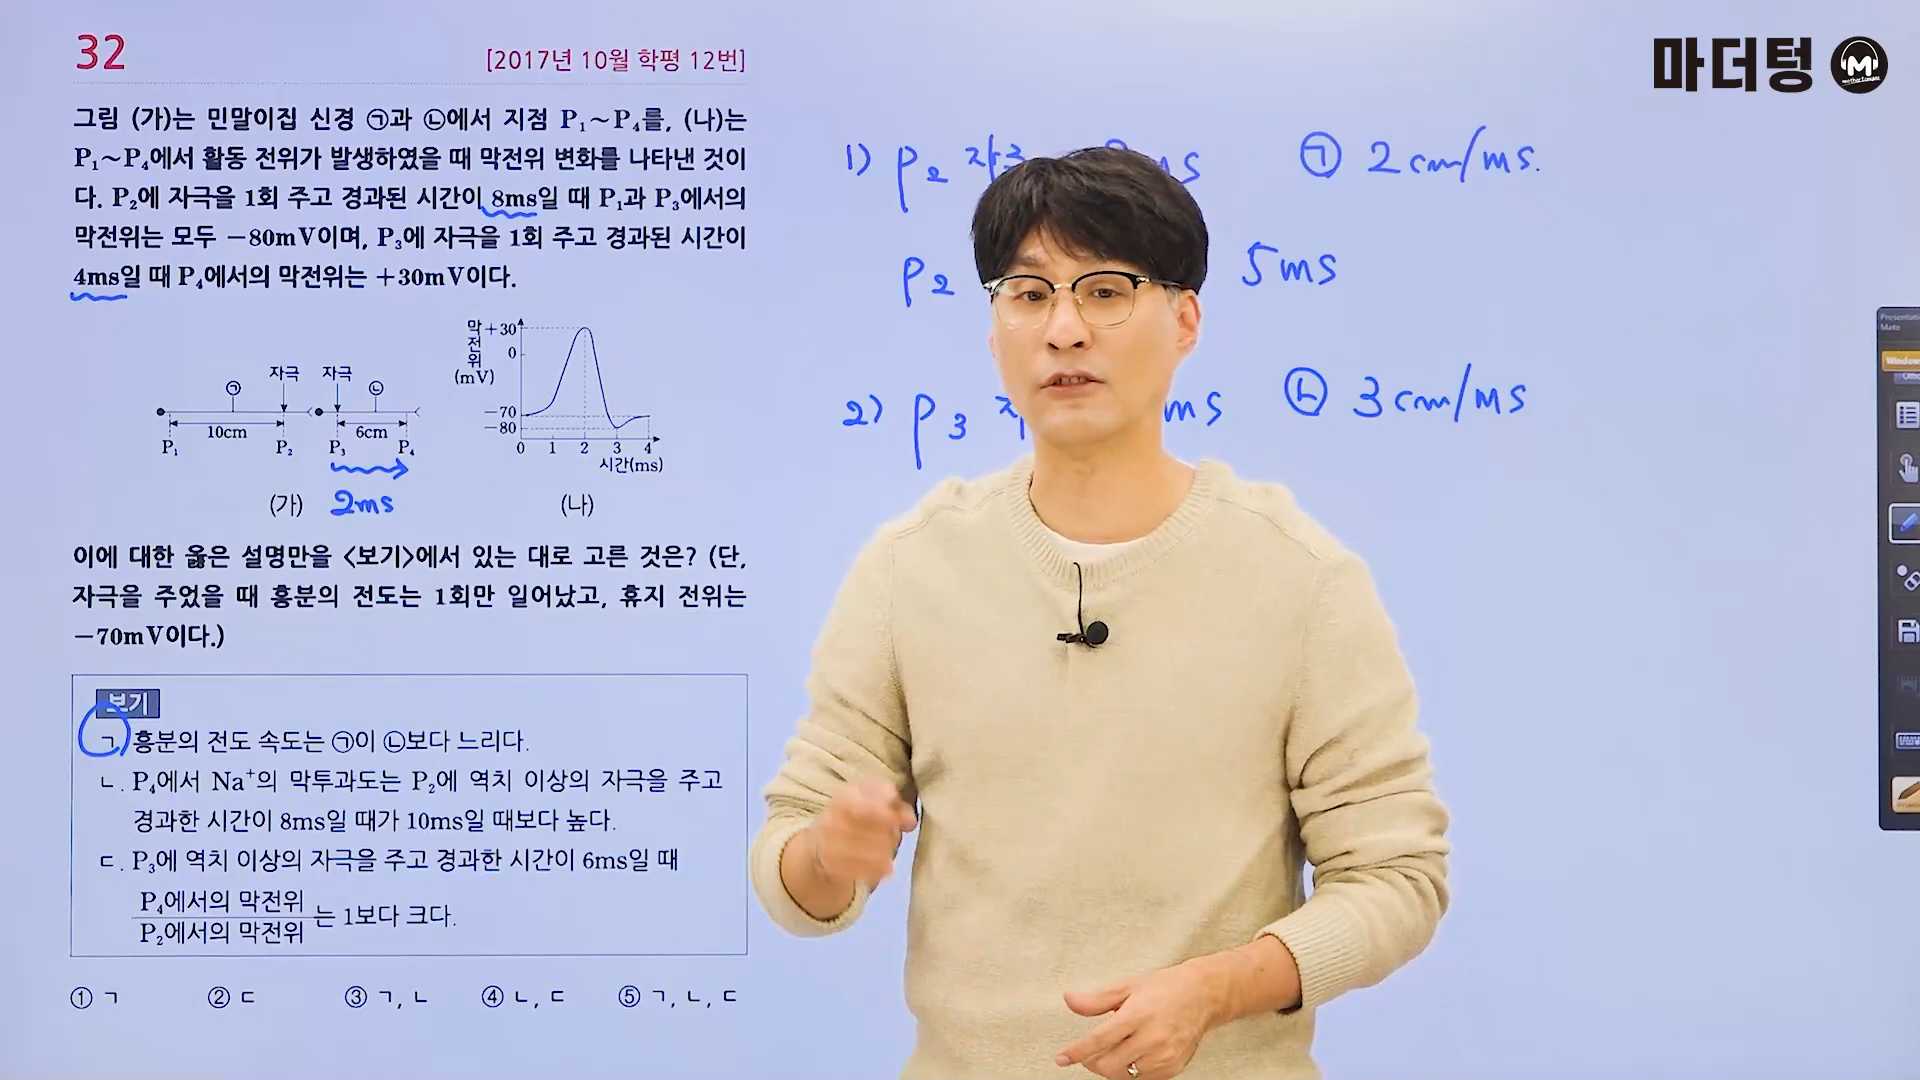 32
[2017년 10월 학평 12번]
그림 (가)는 민말이집 신경 ㉠과 ㉡에서 지점 P₁～P₄를, (나)는
P₁～P₄에서 활동 전위가 발생하였을 때 막전위 변화를 나타낸 것이
다. P₂에 자극을 1회 주고 경과된 시간이 8ms일 때 P₁과 P₃에서의
막전위는 모두 －80mV이며, P₃에 자극을 1회 주고 경과된 시간이
4ms일 때 P₄에서의 막전위는 ＋30mV이다.
자극 자극
㉠ ㉡
10cm 6cm
P₁ P₂ P₃ P₄
2ms
(가)
막전위
(mV)
+30
0
－70
－80
0 1 2 3 4
시간(ms)
(나)
이에 대한 옳은 설명만을 <보기>에서 있는 대로 고른 것은? (단,
자극을 주었을 때 흥분의 전도는 1회만 일어났고, 휴지 전위는
－70mV이다.)
보기
ㄱ. 흥분의 전도 속도는 ㉠이 ㉡보다 느리다.
ㄴ. P₄에서 Na⁺의 막투과도는 P₂에 역치 이상의 자극을 주고
경과한 시간이 8ms일 때가 10ms일 때보다 높다.
ㄷ. P₃에 역치 이상의 자극을 주고 경과한 시간이 6ms일 때
P₄에서의 막전위
P₂에서의 막전위
는 1보다 크다.
① ㄱ ② ㄷ ③ ㄱ, ㄴ ④ ㄴ, ㄷ ⑤ ㄱ, ㄴ, ㄷ
1) P₂ ms ㉠ 2cm/ms.
P₂ 5ms
2) P₃ ms ㉡ 3cm/ms
마더텅
M